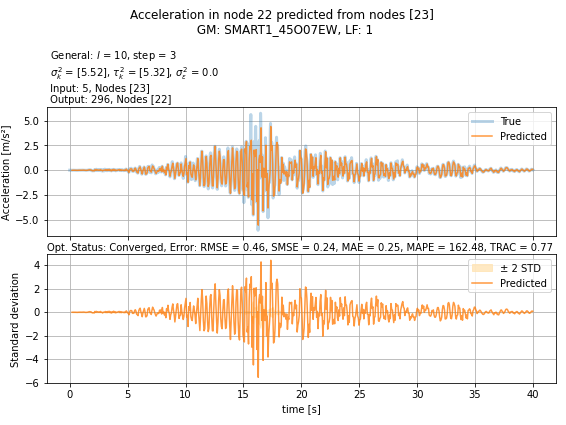 Acceleration in node 22 predicted from nodes [23]
GM: SMART1_45O07EW, LF: 1
General: l = 10, step = 3
σ²ₖ = [5.52], τ²ₖ = [5.32], σ²ε = 0.0
Input: 5, Nodes [23]
Output: 296, Nodes [22]
Acceleration [m/s²]
5.0
2.5
0.0
−2.5
−5.0
True
Predicted
Opt. Status: Converged, Error: RMSE = 0.46, SMSE = 0.24, MAE = 0.25, MAPE = 162.48, TRAC = 0.77
Standard deviation
4
2
0
−2
−4
−6
± 2 STD
Predicted
0 5 10 15 20 25 30 35 40
time [s]